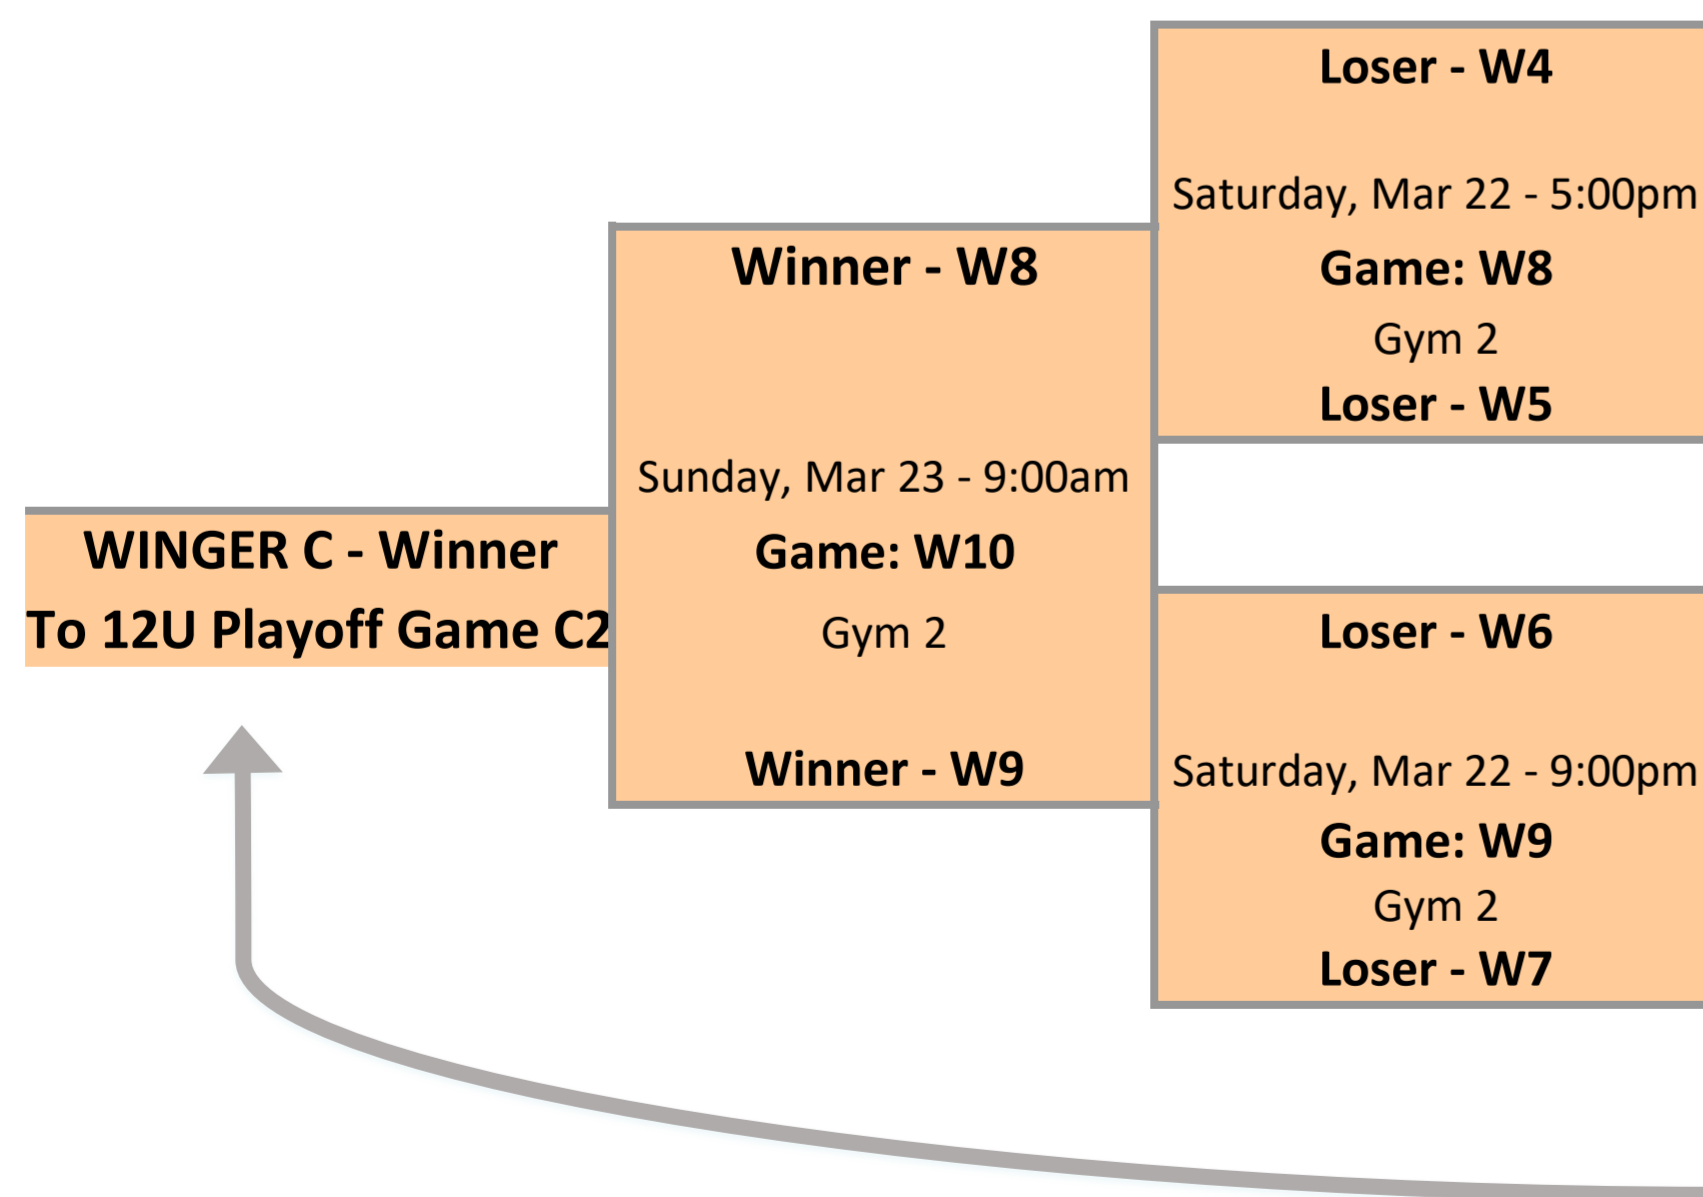 Loser - W4
Saturday, Mar 22 - 5:00pm
Game: W8
Gym 2
Loser - W5
Winner - W8
Sunday, Mar 23 - 9:00am
Game: W10
Gym 2
Winner - W9
WINGER C - Winner
To 12U Playoff Game C2
Loser - W6
Saturday, Mar 22 - 9:00pm
Game: W9
Gym 2
Loser - W7